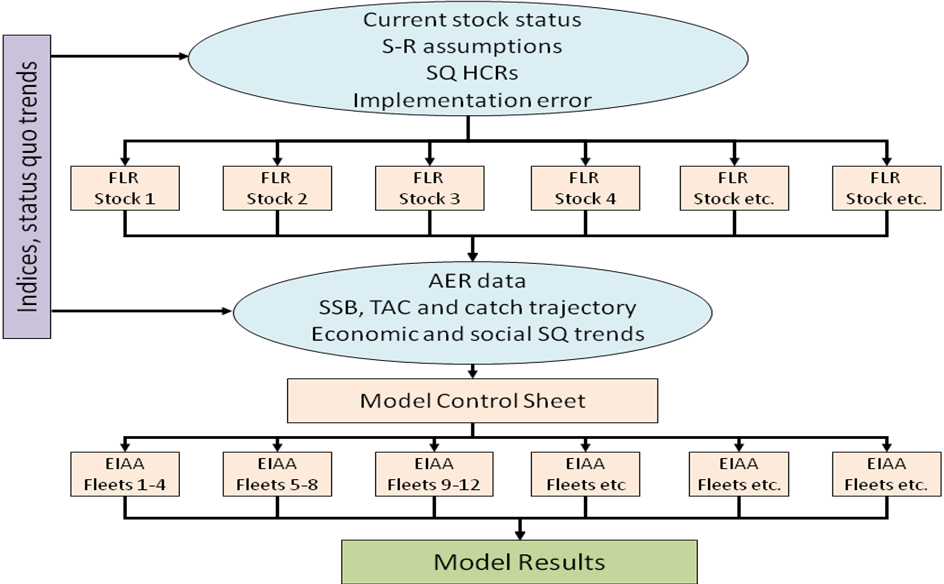 Indices, status quo trends
Current stock status
S-R assumptions
SQ HCRs
Implementation error
FLR
Stock 1
FLR
Stock 2
FLR
Stock 3
FLR
Stock 4
FLR
Stock etc.
FLR
Stock etc.
AER data
SSB, TAC and catch trajectory
Economic and social SQ trends
Model Control Sheet
EIAA
Fleets 1-4
EIAA
Fleets 5-8
EIAA
Fleets 9-12
EIAA
Fleets etc
EIAA
Fleets etc.
EIAA
Fleets etc.
Model Results